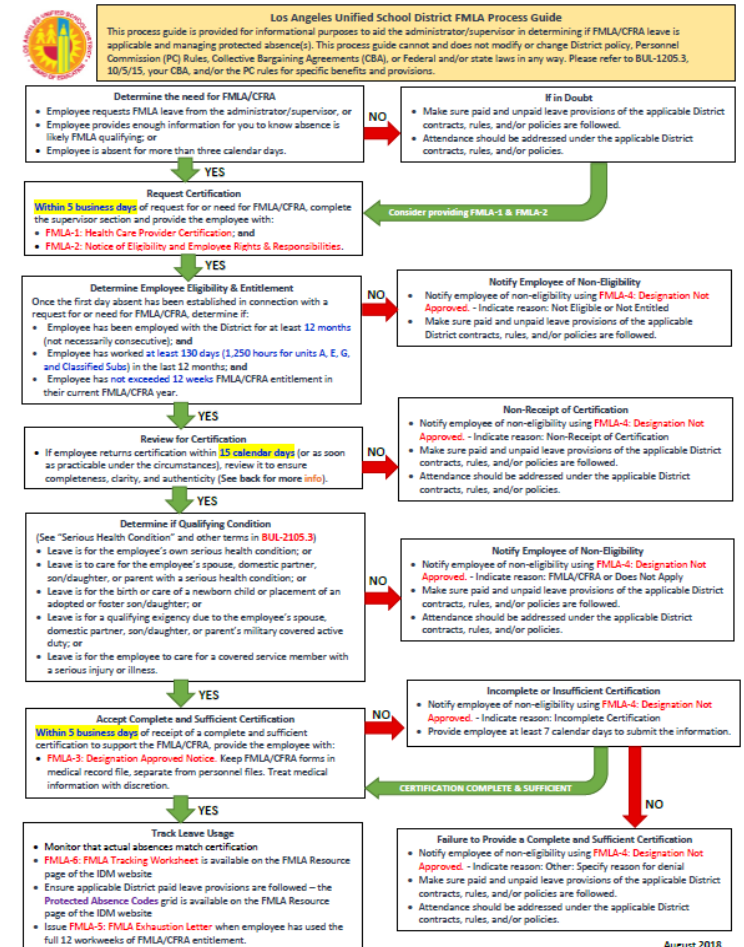 Los Angeles Unified School District FMLA Process Guide
This process guide is provided for informational purposes to aid the administrator/supervisor in determining if FMLA/CFRA leave is
applicable and managing protected absence(s). This process guide cannot and does not modify or change District policy, Personnel
Commission (PC) Rules, Collective Bargaining Agreements (CBA), or Federal and/or state laws in any way. Please refer to BUL-1205.3,
10/5/15, your CBA, and/or the PC rules for specific benefits and provisions.
Determine the need for FMLA/CFRA
• Employee requests FMLA leave from the administrator/supervisor, or
• Employee provides enough information for you to know absence is
likely FMLA qualifying; or
• Employee is absent for more than three calendar days.
NO
If in Doubt
• Make sure paid and unpaid leave provisions of the applicable District
contracts, rules, and/or policies are followed.
• Attendance should be addressed under the applicable District
contracts, rules, and/or policies.
YES
Request Certification
Within 5 business days of request for or need for FMLA/CFRA, complete
the supervisor section and provide the employee with:
• FMLA-1: Health Care Provider Certification; and
• FMLA-2: Notice of Eligibility and Employee Rights & Responsibilities.
Consider providing FMLA-1 & FMLA-2
YES
Determine Employee Eligibility & Entitlement
Once the first day absent has been established in connection with a
request for or need for FMLA/CFRA, determine if:
• Employee has been employed with the District for at least 12 months
(not necessarily consecutive); and
• Employee has worked at least 130 days (1,250 hours for units A, E, G,
and Classified Subs) in the last 12 months; and
• Employee has not exceeded 12 weeks FMLA/CFRA entitlement in
their current FMLA/CFRA year.
NO
Notify Employee of Non-Eligibility
• Notify employee of non-eligibility using FMLA-4: Designation Not
Approved. - Indicate reason: Not Eligible or Not Entitled
• Make sure paid and unpaid leave provisions of the applicable
District contracts, rules, and/or policies are followed.
YES
Review for Certification
• If employee returns certification within 15 calendar days (or as soon
as practicable under the circumstances), review it to ensure
completeness, clarity, and authenticity (See back for more info).
NO
Non-Receipt of Certification
• Notify employee of non-eligibility using FMLA-4: Designation Not
Approved. - Indicate reason: Non-Receipt of Certification
• Make sure paid and unpaid leave provisions of the applicable District
contracts, rules, and/or policies are followed.
• Attendance should be addressed under the applicable District
contracts, rules, and/or policies.
YES
Determine if Qualifying Condition
(See "Serious Health Condition" and other terms in BUL-2105.3)
• Leave is for the employee's own serious health condition; or
• Leave is to care for the employee's spouse, domestic partner,
son/daughter, or parent with a serious health condition; or
• Leave is for the birth or care of a newborn child or placement of an
adopted or foster son/daughter; or
• Leave is for a qualifying exigency due to the employee's spouse,
domestic partner, son/daughter, or parent's military covered active
duty; or
• Leave is for the employee to care for a covered service member with
a serious injury or illness.
NO
Notify Employee of Non-Eligibility
• Notify employee of non-eligibility using FMLA-4: Designation Not
Approved. - Indicate reason: FMLA/CFRA or Does Not Apply
• Make sure paid and unpaid leave provisions of the applicable District
contracts, rules, and/or policies are followed.
• Attendance should be addressed under the applicable District
contracts, rules, and/or policies.
YES
Accept Complete and Sufficient Certification
Within 5 business days of receipt of a complete and sufficient
certification to support the FMLA/CFRA, provide the employee with:
• FMLA-3: Designation Approved Notice. Keep FMLA/CFRA forms in
medical record file, separate from personnel files. Treat medical
information with discretion.
NO
Incomplete or Insufficient Certification
• Notify employee of non-eligibility using FMLA-4: Designation Not
Approved. - Indicate reason: Incomplete Certification
• Provide employee at least 7 calendar days to submit the information.
CERTIFICATION COMPLETE & SUFFICIENT
YES
NO
Track Leave Usage
• Monitor that actual absences match certification
• FMLA-6: FMLA Tracking Worksheet is available on the FMLA Resource
page of the IDM website
• Ensure applicable District paid leave provisions are followed – the
Protected Absence Codes grid is available on the FMLA Resource
page of the IDM website
• Issue FMLA-5: FMLA Exhaustion Letter when employee has used the
full 12 workweeks of FMLA/CFRA entitlement.
Failure to Provide a Complete and Sufficient Certification
• Notify employee of non-eligibility using FMLA-4: Designation Not
Approved. - Indicate reason: Other: Specify reason for denial
• Make sure paid and unpaid leave provisions of the applicable District
contracts, rules, and/or policies are followed.
• Attendance should be addressed under the applicable District
contracts, rules, and/or policies.
August 2018